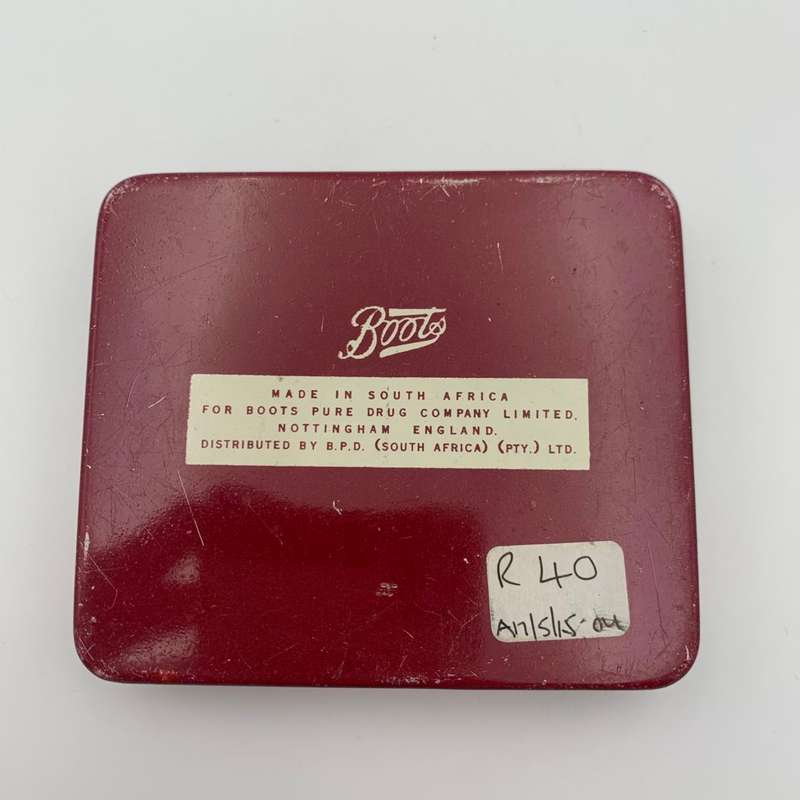 Boots
MADE IN SOUTH AFRICA
FOR BOOTS PURE DRUG COMPANY LIMITED,
NOTTINGHAM ENGLAND.
DISTRIBUTED BY B.P.D. (SOUTH AFRICA) (PTY.) LTD.
R 40